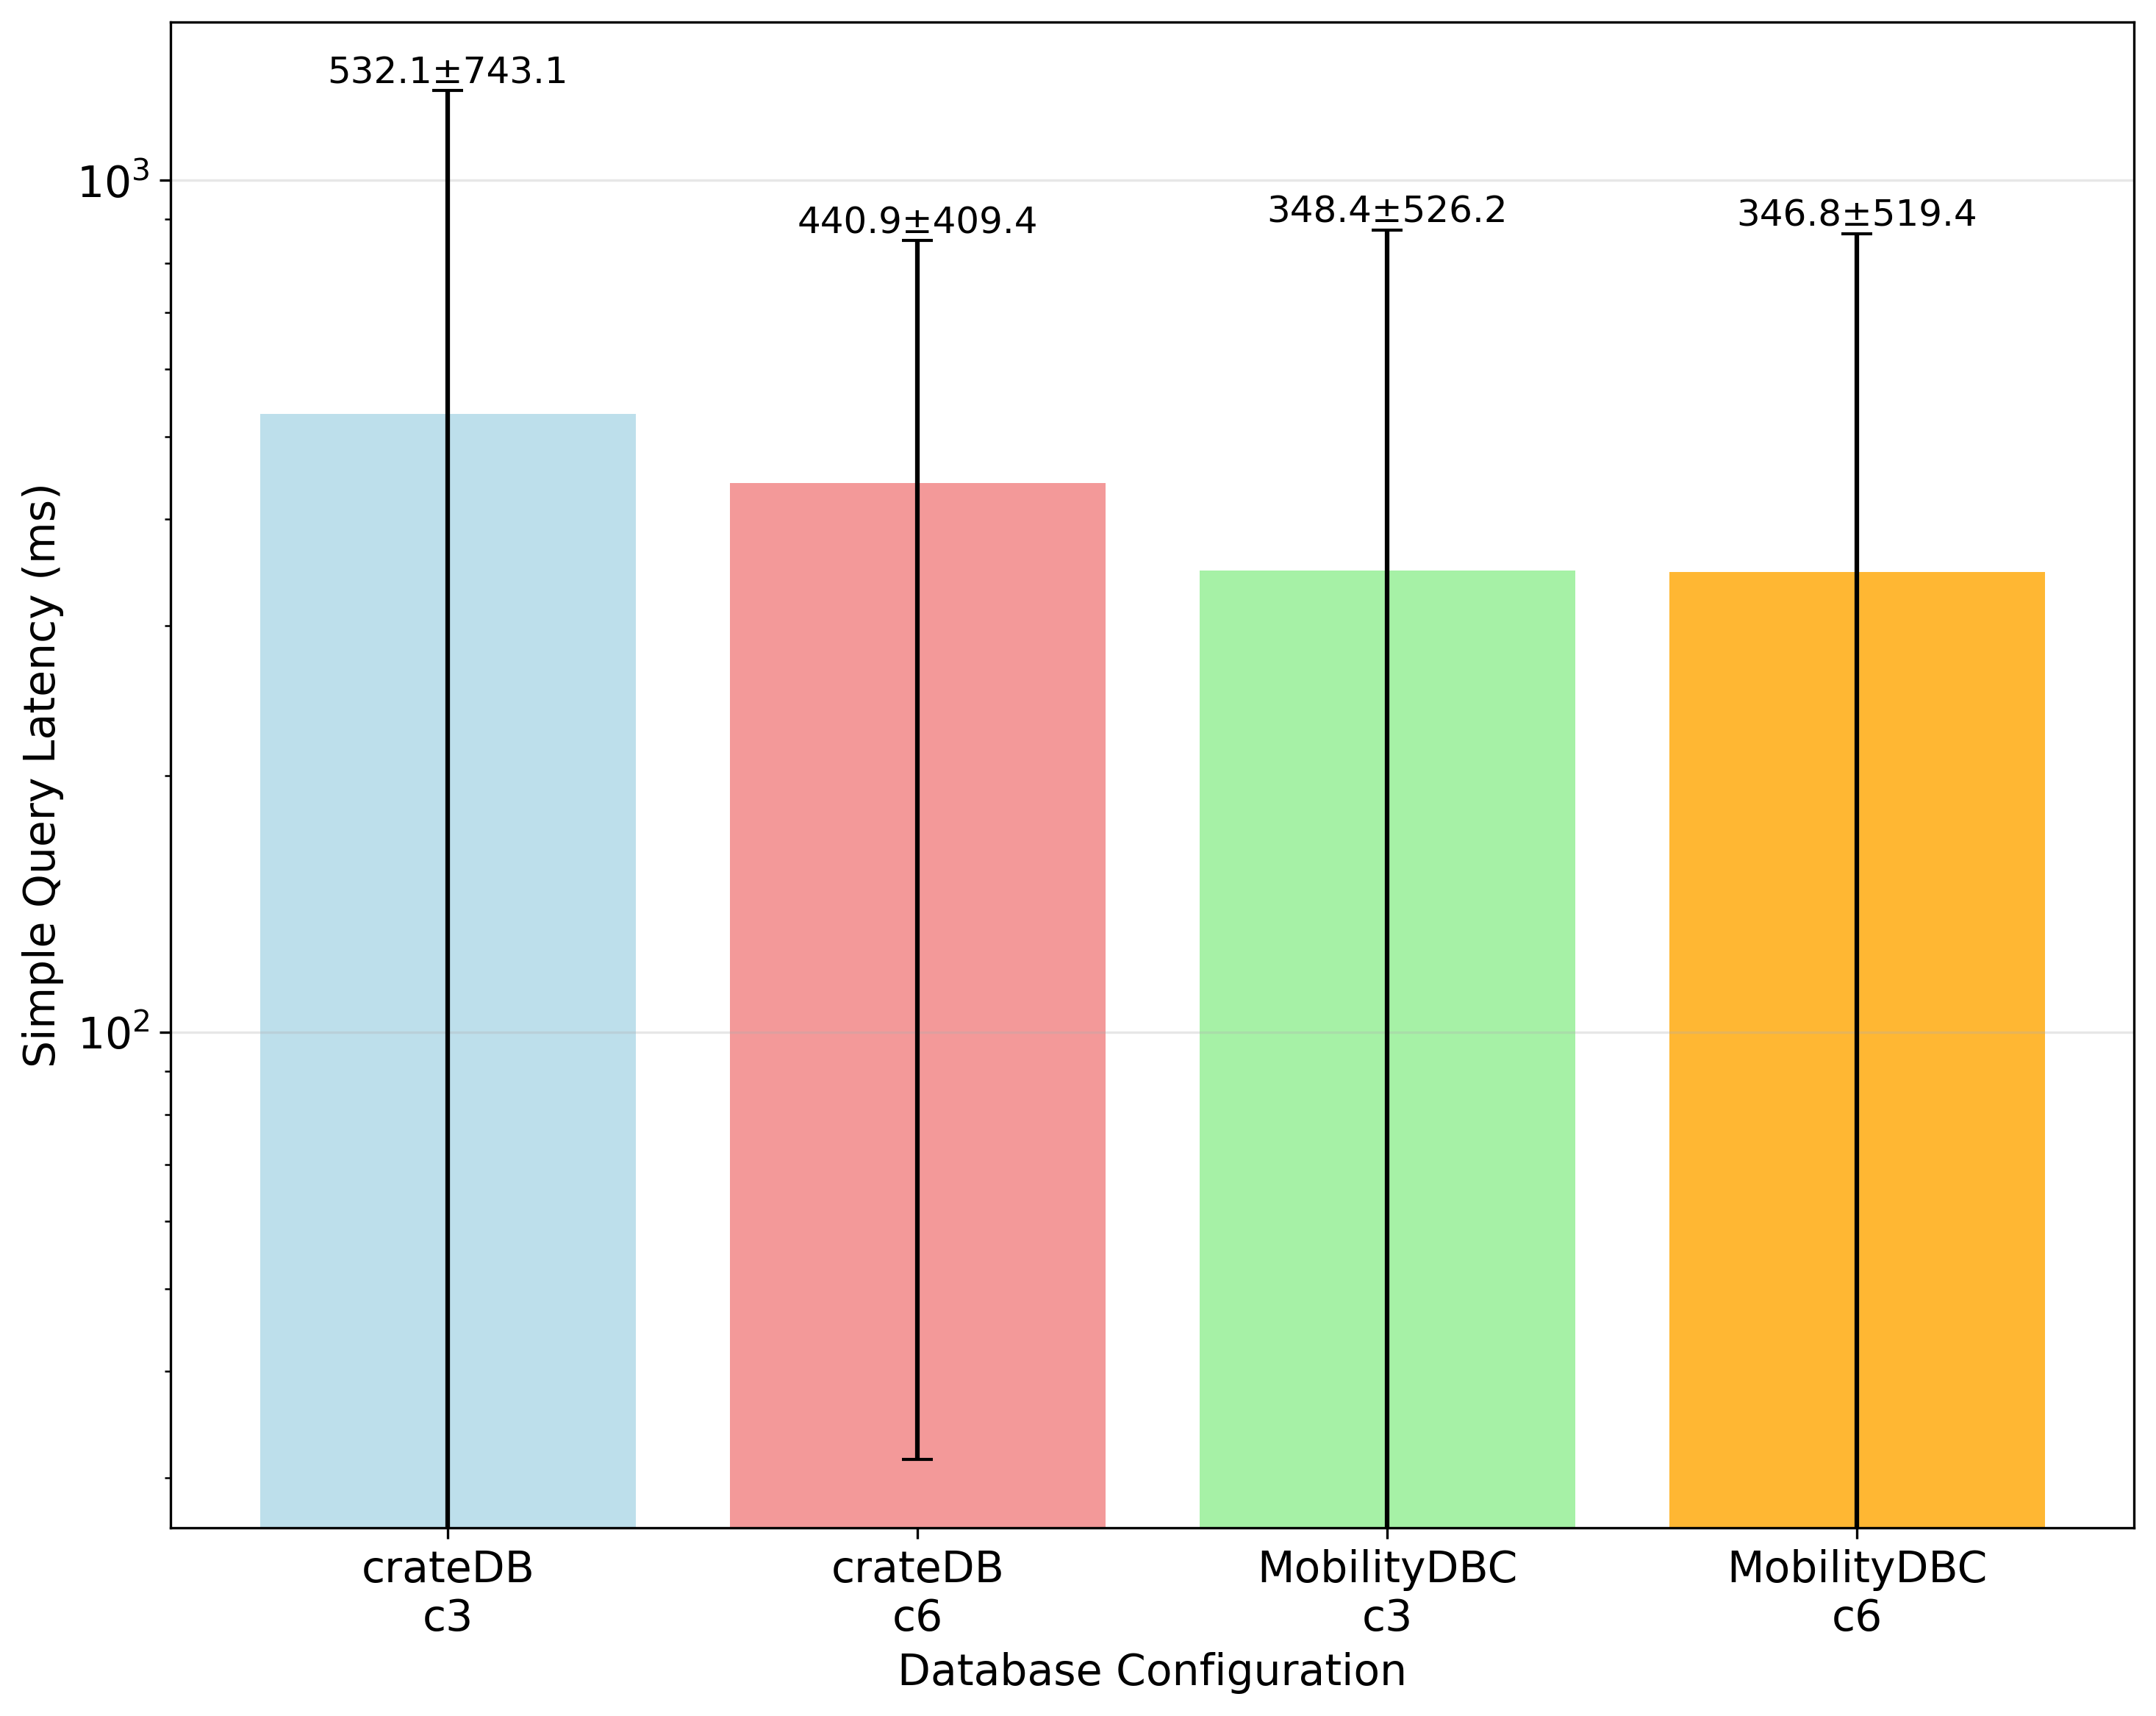 532.1±743.1
440.9±409.4
348.4±526.2
346.8±519.4
10³
10²
Simple Query Latency (ms)
crateDB
c3
crateDB
c6
MobilityDBC
c3
MobilityDBC
c6
Database Configuration